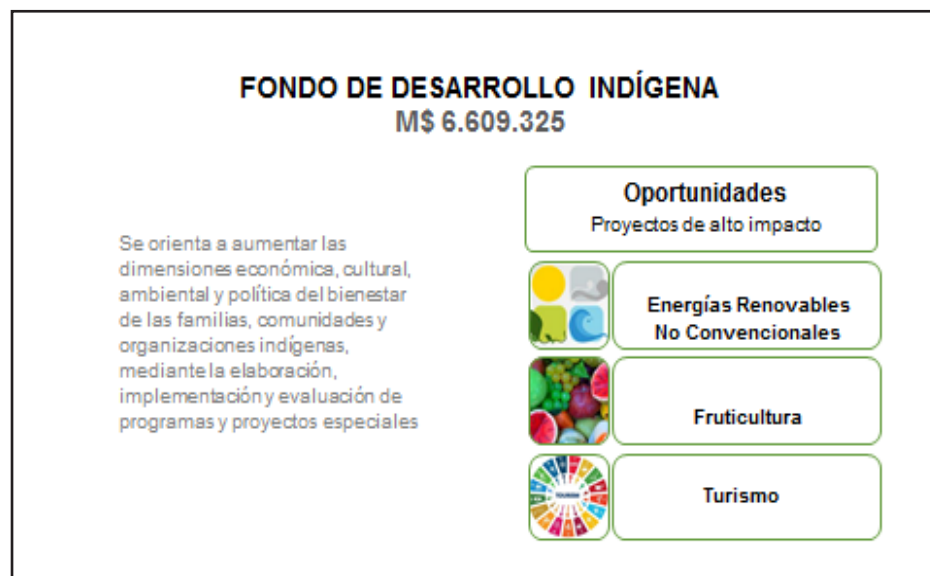 FONDO DE DESARROLLO INDÍGENA
M$ 6.609.325
Se orienta a aumentar las
dimensiones económica, cultural,
ambiental y política del bienestar
de las familias, comunidades y
organizaciones indígenas,
mediante la elaboración,
implementación y evaluación de
programas y proyectos especiales
Oportunidades
Proyectos de alto impacto
Energías Renovables
No Convencionales
Fruticultura
TOURISM
Turismo